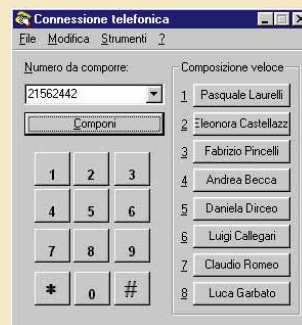 Connessione telefonica
File Modifica Strumenti ?
Numero da comporre:
21562442
Componi
1 2 3
4 5 6
7 8 9
* 0 #
Composizione veloce
1 Pasquale Laurelli
2 Eleonora Castellazz
3 Fabrizio Pincelli
4 Andrea Becca
5 Daniela Dirceo
6 Luigi Callegari
7 Claudio Romeo
8 Luca Garbato